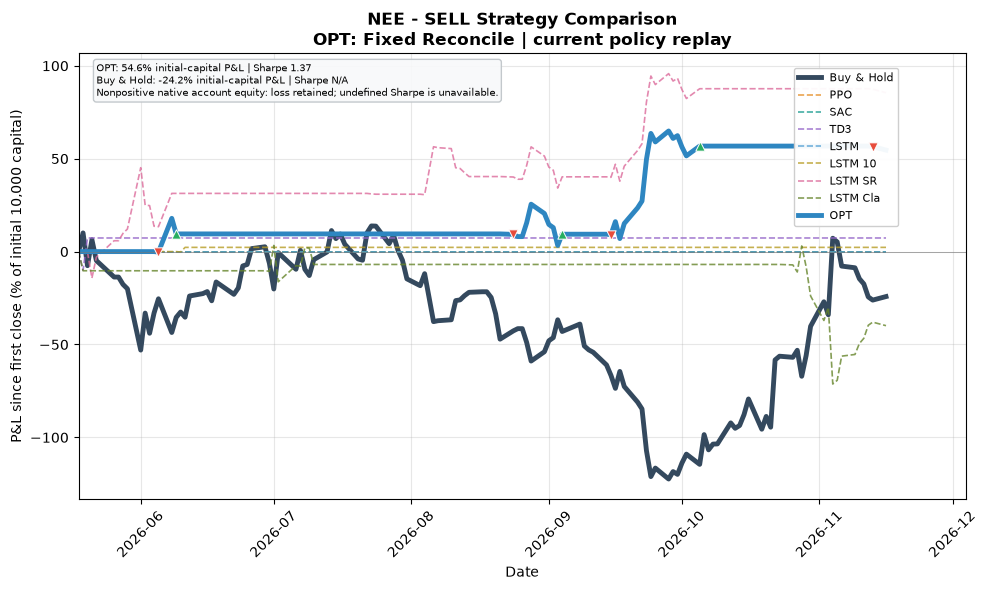 NEE - SELL Strategy Comparison
OPT: Fixed Reconcile | current policy replay
OPT: 54.6% initial-capital P&L | Sharpe 1.37
Buy & Hold: -24.2% initial-capital P&L | Sharpe N/A
Nonpositive native account equity: loss retained; undefined Sharpe is unavailable.
Buy & Hold
PPO
SAC
TD3
LSTM
LSTM 10
LSTM SR
LSTM Cla
OPT
P&L since first close (% of initial 10,000 capital)
100
50
0
−50
−100
2026-06
2026-07
2026-08
2026-09
2026-10
2026-11
2026-12
Date